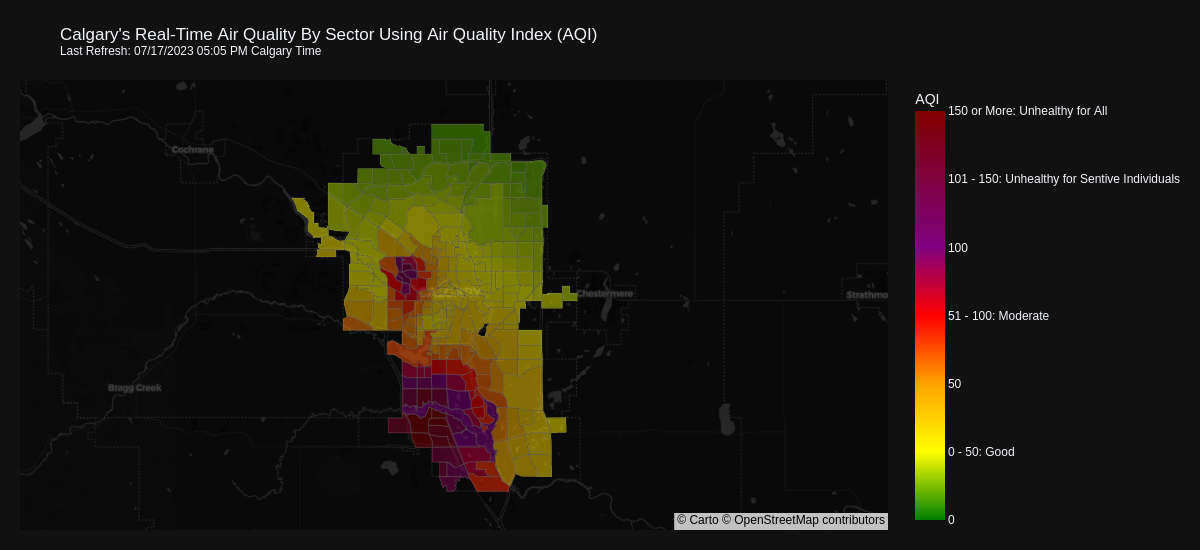 Calgary's Real-Time Air Quality By Sector Using Air Quality Index (AQI)
Last Refresh: 07/17/2023 05:05 PM Calgary Time
AQI
150 or More: Unhealthy for All
Cochrane
101 - 150: Unhealthy for Sentive Individuals
100
Chestermere
Strathmo
51 - 100: Moderate
Bragg Creek
50
0 - 50: Good
0
© Carto © OpenStreetMap contributors